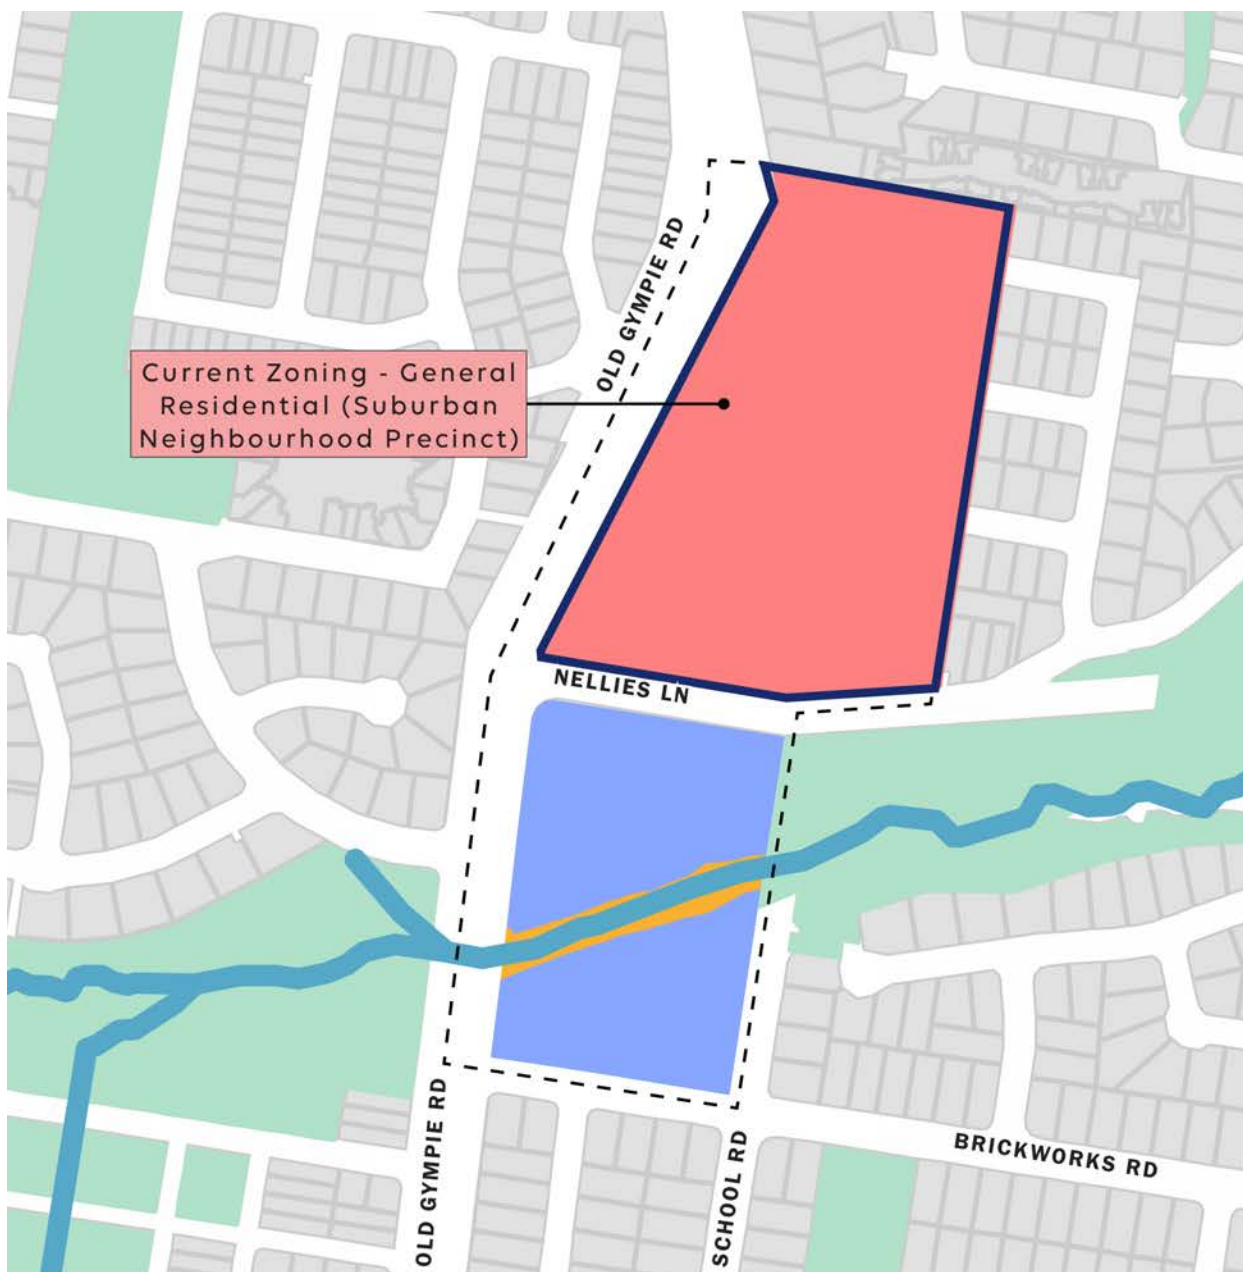 OLD GYMPIE RD
Current Zoning - General
Residential (Suburban
Neighbourhood Precinct)
NELLIES LN
OLD GYMPIE RD
SCHOOL RD
BRICKWORKS RD